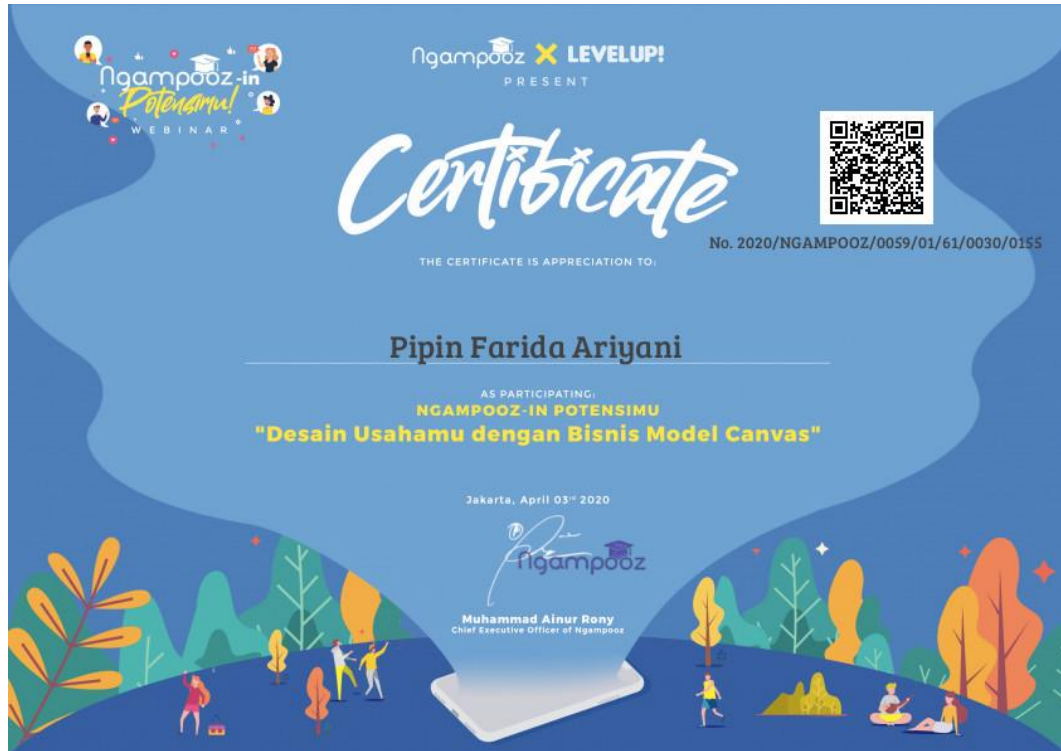 Ngampooz-in
Potensimu!
WEBINAR
Ngampooz X LEVELUP!
PRESENT
Certificate
No. 2020/NGAMPOOZ/0059/01/61/0030/0155
THE CERTIFICATE IS APPRECIATION TO:
Pipin Farida Ariyani
AS PARTICIPATING:
NGAMPOOZ-IN POTENSIMU
"Desain Usahamu dengan Bisnis Model Canvas"
Jakarta, April 03rd 2020
Ngampooz
Muhammad Ainur Rony
Chief Executive Officer of Ngampooz